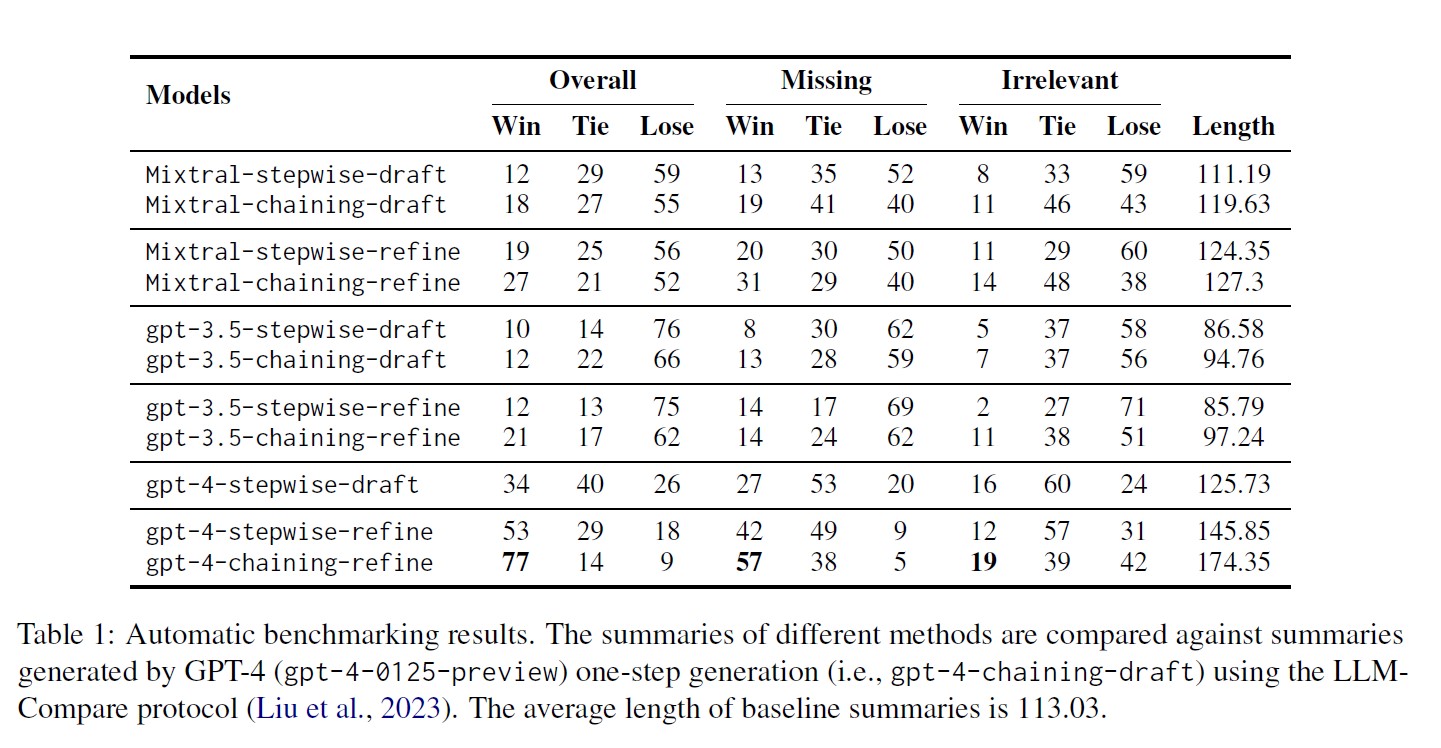 Models Overall Missing Irrelevant
Win Tie Lose Win Tie Lose Win Tie Lose Length
Mixtral-stepwise-draft 12 29 59 13 35 52 8 33 59 111.19
Mixtral-chaining-draft 18 27 55 19 41 40 11 46 43 119.63
Mixtral-stepwise-refine 19 25 56 20 30 50 11 29 60 124.35
Mixtral-chaining-refine 27 21 52 31 29 40 14 48 38 127.3
gpt-3.5-stepwise-draft 10 14 76 8 30 62 5 37 58 86.58
gpt-3.5-chaining-draft 12 22 66 13 28 59 7 37 56 94.76
gpt-3.5-stepwise-refine 12 13 75 14 17 69 2 27 71 85.79
gpt-3.5-chaining-refine 21 17 62 14 24 62 11 38 51 97.24
gpt-4-stepwise-draft 34 40 26 27 53 20 16 60 24 125.73
gpt-4-stepwise-refine 53 29 18 42 49 9 12 57 31 145.85
gpt-4-chaining-refine 77 14 9 57 38 5 19 39 42 174.35
Table 1: Automatic benchmarking results. The summaries of different methods are compared against summaries
generated by GPT-4 (gpt-4-0125-preview) one-step generation (i.e., gpt-4-chaining-draft) using the LLM-
Compare protocol (Liu et al., 2023). The average length of baseline summaries is 113.03.